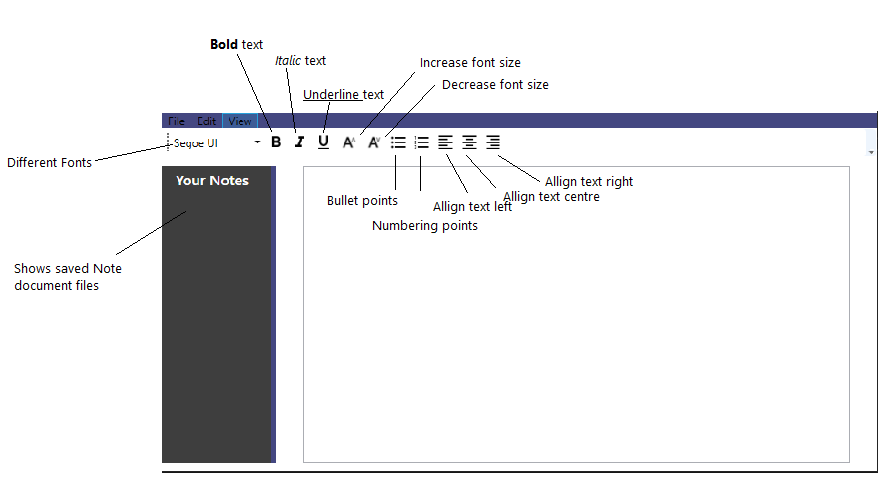 Bold text
Italic text
Increase font size
Decrease font size
Underline text
File Edit View
Segoe UI
B I U A A
Different Fonts
Your Notes
Allign text right
Allign text centre
Bullet points
Allign text left
Numbering points
Shows saved Note
document files